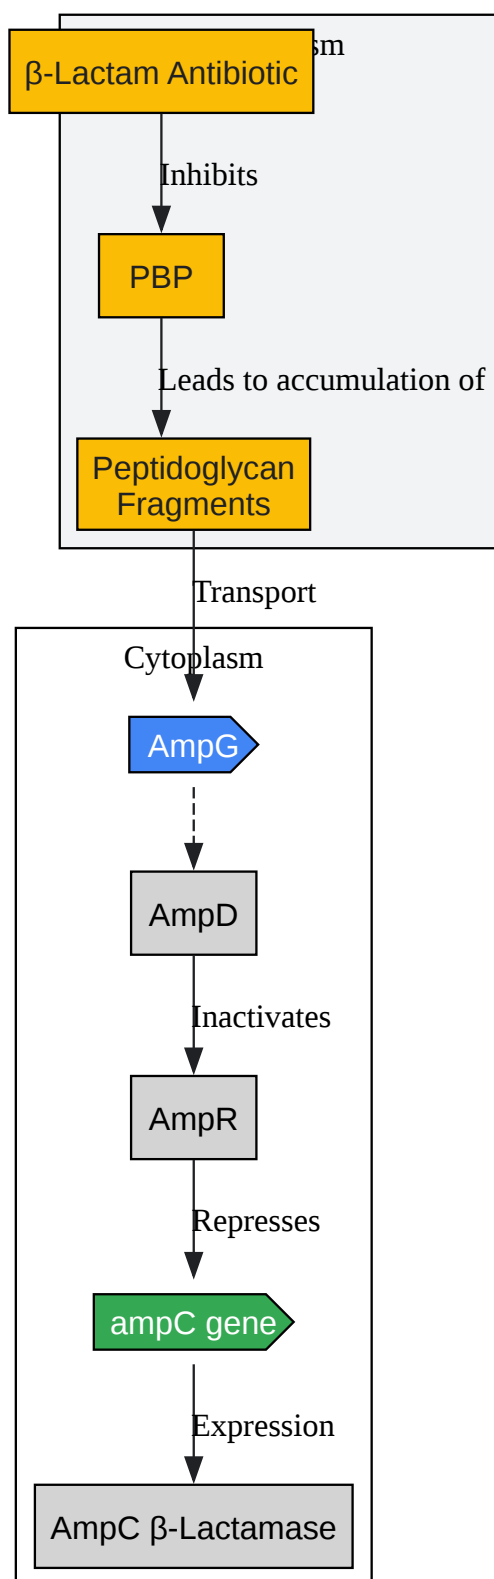 β-Lactam Antibiotic
Inhibits
PBP
Leads to accumulation of
Peptidoglycan
Fragments
Transport
Cytoplasm
AmpG
AmpD
Inactivates
AmpR
Represses
ampC gene
Expression
AmpC β-Lactamase